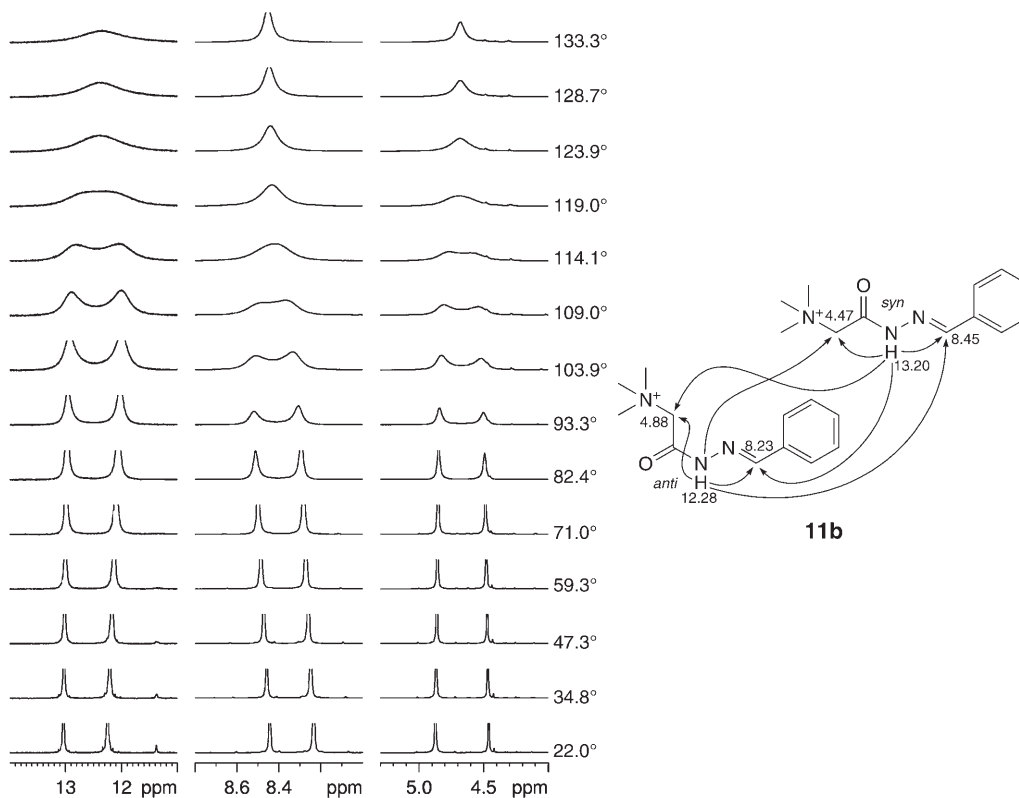 133.3°
128.7°
123.9°
119.0°
114.1°
109.0°
103.9°
93.3°
82.4°
71.0°
59.3°
47.3°
34.8°
22.0°
13 12 ppm
8.6 8.4 ppm
5.0 4.5 ppm
O
syn
N+ 4.47
N
N
H
8.45
13.20
N+
4.88
N
8.23
O
N
anti
H
12.28
11b